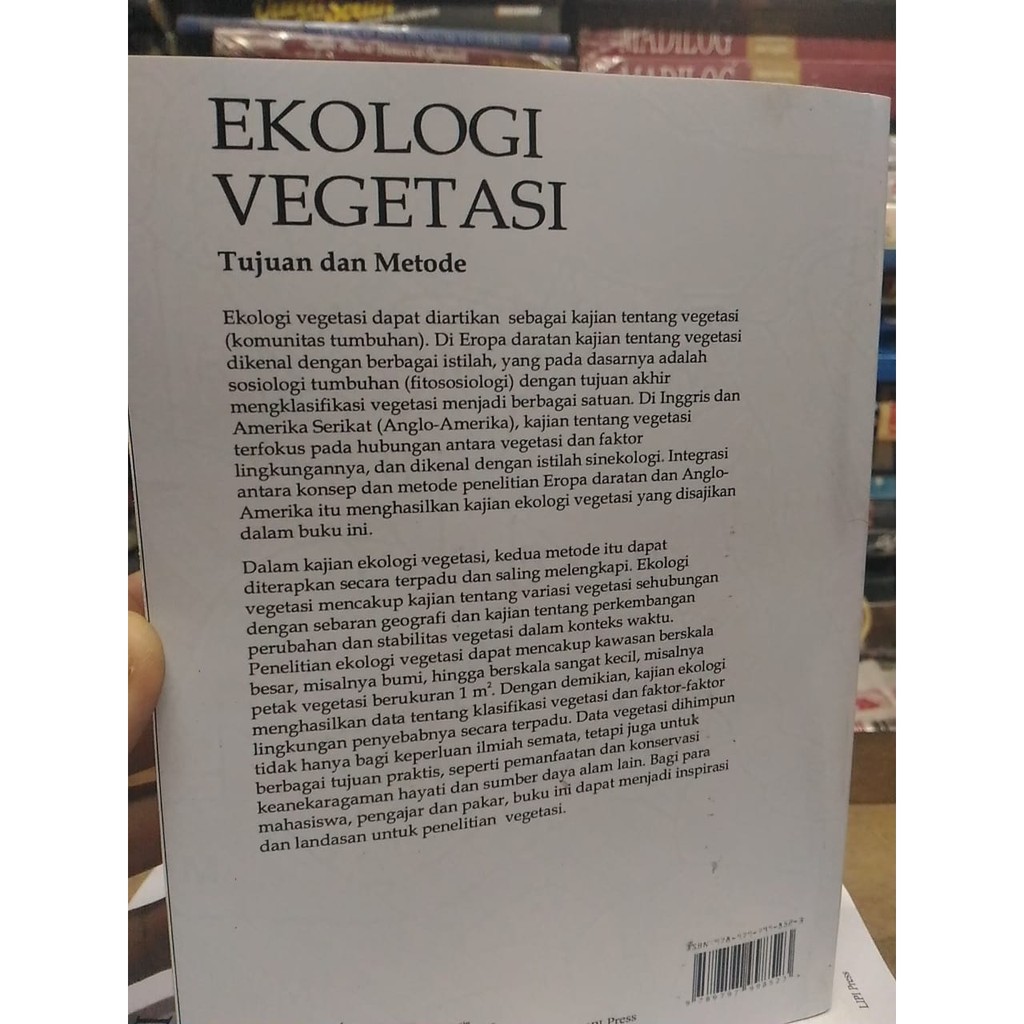 MADILOG
MADILOG
EKOLOGI
VEGETASI
Tujuan dan Metode
Ekologi vegetasi dapat diartikan sebagai kajian tentang vegetasi
(komunitas tumbuhan). Di Eropa daratan kajian tentang vegetasi
dikenal dengan berbagai istilah, yang pada dasarnya adalah
sosiologi tumbuhan (fitososiologi) dengan tujuan akhir
mengklasifikasi vegetasi menjadi berbagai satuan. Di Inggris dan
Amerika Serikat (Anglo-Amerika), kajian tentang vegetasi
terfokus pada hubungan antara vegetasi dan faktor
lingkungannya, dan dikenal dengan istilah sinekologi. Integrasi
antara konsep dan metode penelitian Eropa daratan dan Anglo-
Amerika itu menghasilkan kajian ekologi vegetasi yang disajikan
dalam buku ini.
Dalam kajian ekologi vegetasi, kedua metode itu dapat
diterapkan secara terpadu dan saling melengkapi. Ekologi
vegetasi mencakup kajian tentang variasi vegetasi sehubungan
dengan sebaran geografi dan kajian tentang perkembangan
perubahan dan stabilitas vegetasi dalam konteks waktu.
Penelitian ekologi vegetasi dapat mencakup kawasan berskala
besar, misalnya bumi, hingga berskala sangat kecil, misalnya
petak vegetasi berukuran 1 m². Dengan demikian, kajian ekologi
menghasilkan data tentang klasifikasi vegetasi dan faktor-faktor
lingkungan penyebabnya secara terpadu. Data vegetasi dihimpun
tidak hanya bagi keperluan ilmiah semata, tetapi juga untuk
berbagai tujuan praktis, seperti pemanfaatan dan konservasi
keanekaragaman hayati dan sumber daya alam lain. Bagi para
mahasiswa, pengajar dan pakar, buku ini dapat menjadi inspirasi
dan landasan untuk penelitian vegetasi.
ISBN
LIPI Press
Press